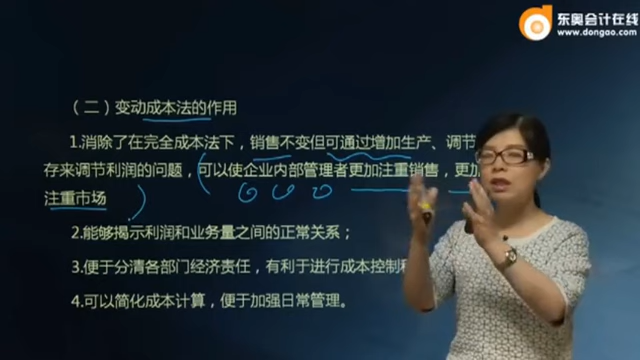 东奥会计在线
www.dongao.com
（二）变动成本法的作用
1.消除了在完全成本法下，销售不变但可通过增加生产、调节
存来调节利润的问题，可以使企业内部管理者更加注重销售，更加
注重市场
2.能够揭示利润和业务量之间的正常关系；
3.便于分清各部门经济责任，有利于进行成本控制
4.可以简化成本计算，便于加强日常管理。